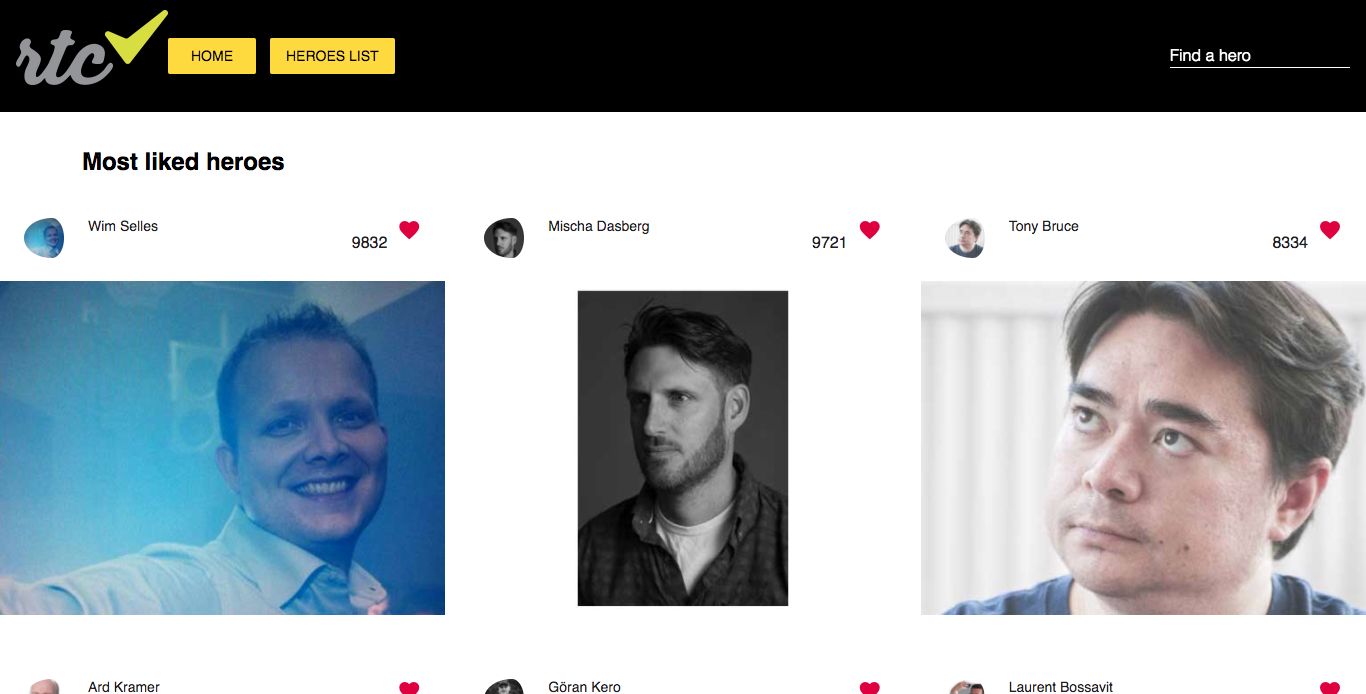 rtc
HOME
HEROES LIST
Find a hero
Most liked heroes
Wim Selles
9832
Mischa Dasberg
9721
Tony Bruce
8334
Ard Kramer
Göran Kero
Laurent Bossavit